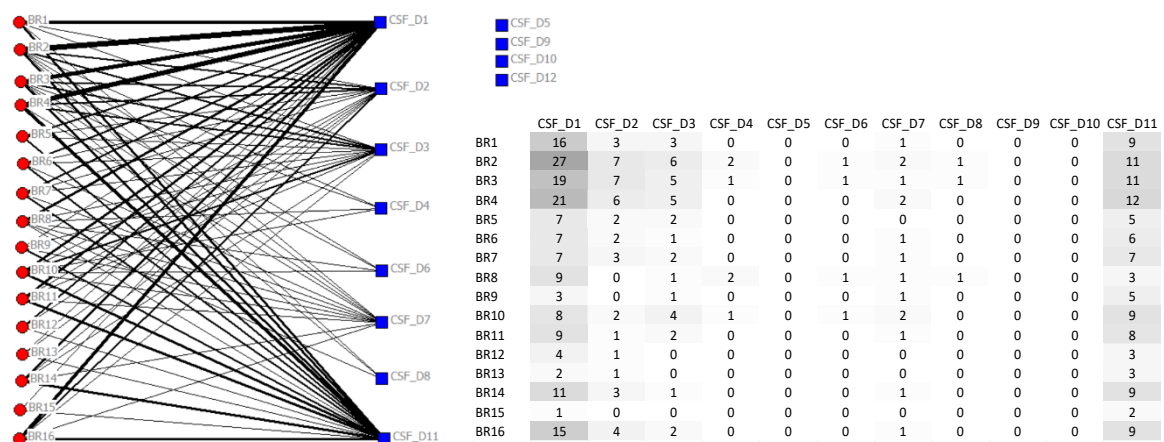 BR1
BR2
BR3
BR4
BR5
BR6
BR7
BR8
BR9
BR10
BR11
BR12
BR13
BR14
BR15
BR16
CSF_D1
CSF_D2
CSF_D3
CSF_D4
CSF_D6
CSF_D7
CSF_D8
CSF_D11
CSF_D5
CSF_D9
CSF_D10
CSF_D12
CSF_D1 CSF_D2 CSF_D3 CSF_D4 CSF_D5 CSF_D6 CSF_D7 CSF_D8 CSF_D9 CSF_D10 CSF_D11
BR1 16 3 3 0 0 0 1 0 0 0 9
BR2 27 7 6 2 0 1 2 1 0 0 11
BR3 19 7 5 1 0 1 1 1 0 0 11
BR4 21 6 5 0 0 0 2 0 0 0 12
BR5 7 2 2 0 0 0 0 0 0 0 5
BR6 7 2 1 0 0 0 1 0 0 0 6
BR7 7 3 2 0 0 0 1 0 0 0 7
BR8 9 0 1 2 0 1 1 1 0 0 3
BR9 3 0 1 0 0 0 1 0 0 0 5
BR10 8 2 4 1 0 1 2 0 0 0 9
BR11 9 1 2 0 0 0 1 0 0 0 8
BR12 4 1 0 0 0 0 0 0 0 0 3
BR13 2 1 0 0 0 0 0 0 0 0 3
BR14 11 3 1 0 0 0 1 0 0 0 9
BR15 1 0 0 0 0 0 0 0 0 0 2
BR16 15 4 2 0 0 0 1 0 0 0 9